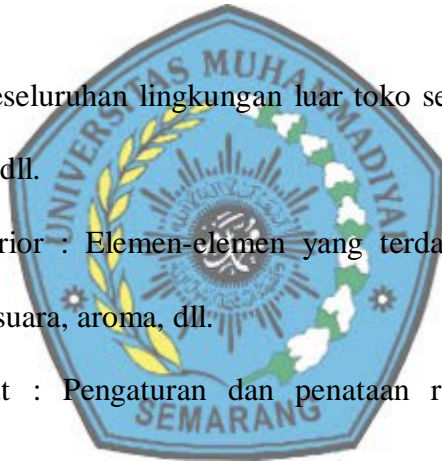 UNIVERSITAS MUHAMMADIYAH
eseluruhan lingkungan luar toko se
dll.
rior : Elemen-elemen yang terda
suara, aroma, dll.
t : Pengaturan dan penataan r
SEMARANG